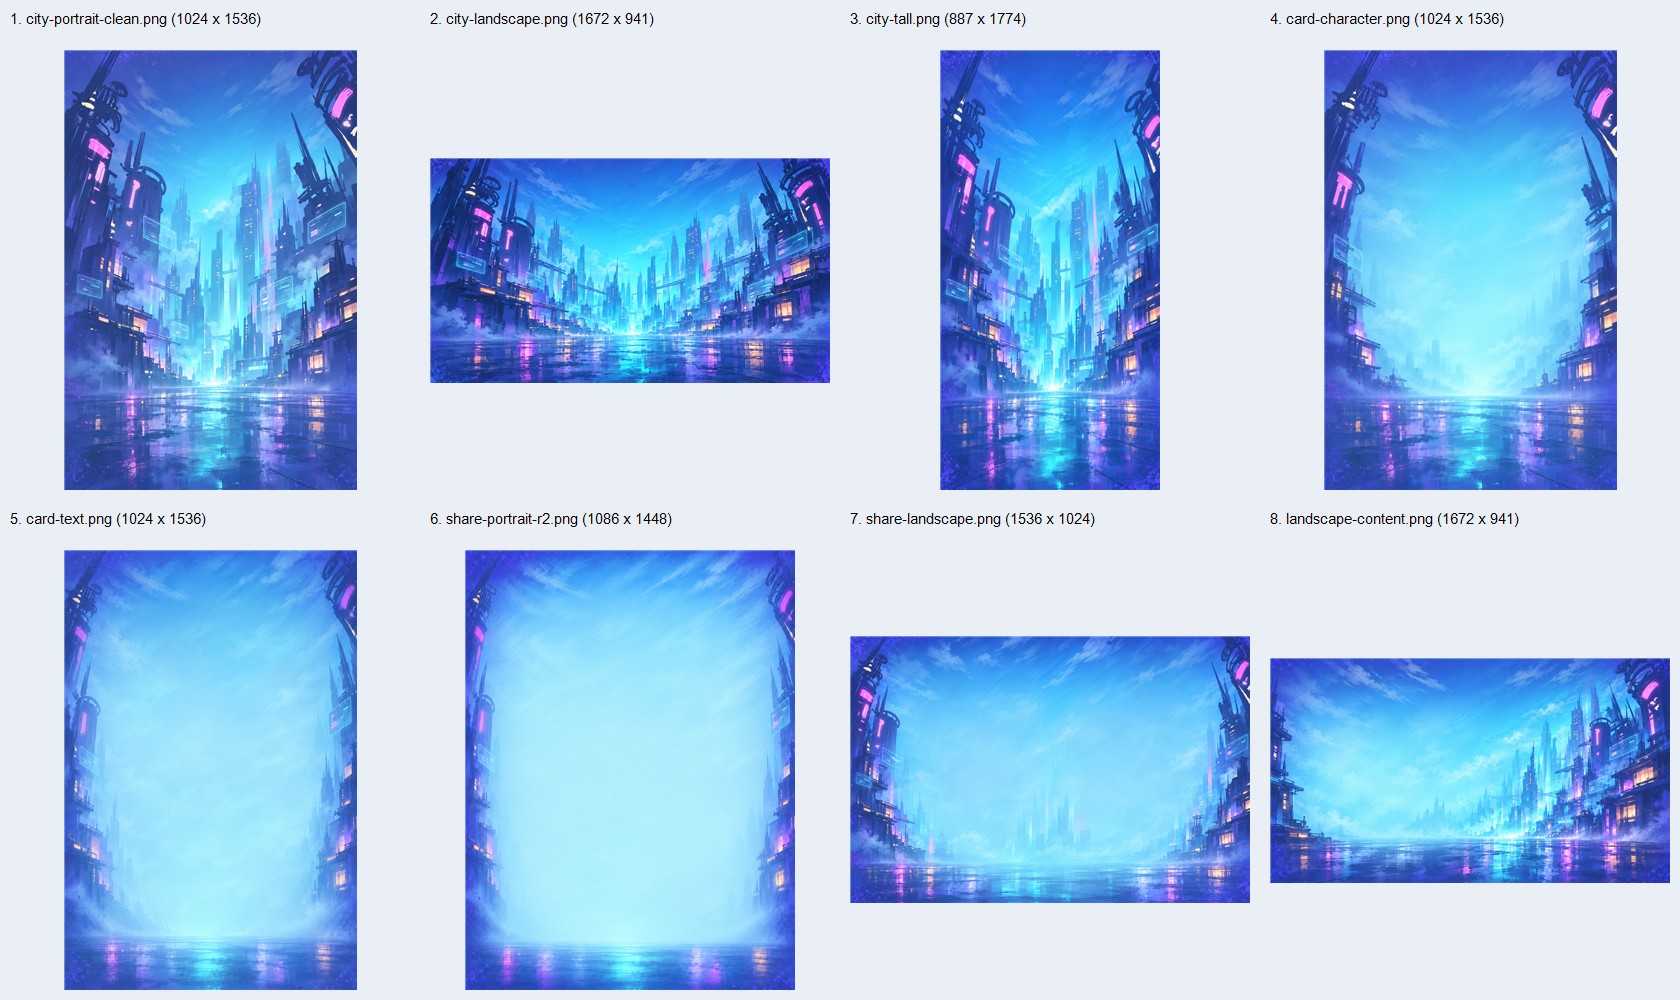 1. city-portrait-clean.png (1024 x 1536)
2. city-landscape.png (1672 x 941)
3. city-tall.png (887 x 1774)
4. card-character.png (1024 x 1536)
5. card-text.png (1024 x 1536)
6. share-portrait-r2.png (1086 x 1448)
7. share-landscape.png (1536 x 1024)
8. landscape-content.png (1672 x 941)